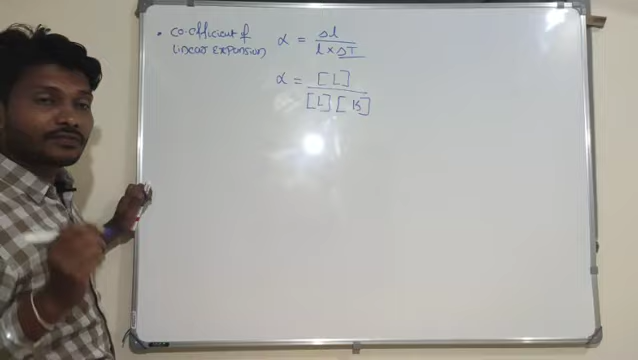 • Co-efficient of
linear expansion
α = Δl / l × ΔT
α = [L] / [L] [K]